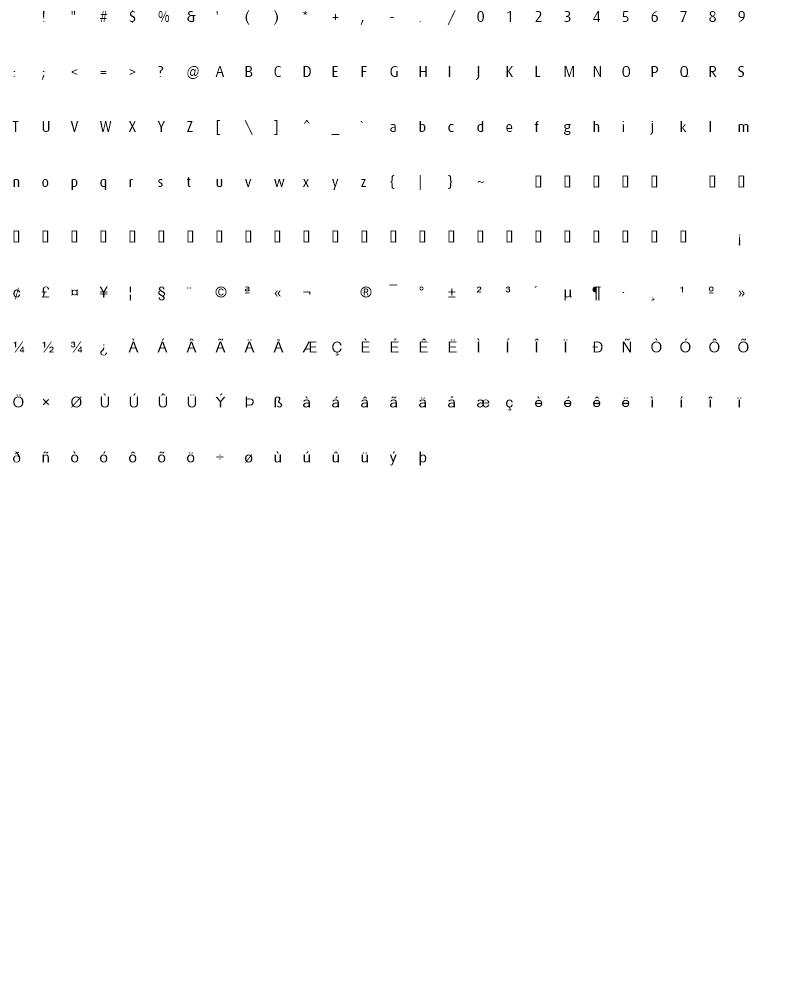 ! " # $ % & ' ( ) * + , - . / 0 1 2 3 4 5 6 7 8 9
: ; < = > ? @ A B C D E F G H I J K L M N O P Q R S
T U V W X Y Z [ \ ] ^ _ ` a b c d e f g h i j k l m
n o p q r s t u v w x y z { | } ~ ▯ ▯ ▯ ▯ ▯ ▯ ▯
▯ ▯ ▯ ▯ ▯ ▯ ▯ ▯ ▯ ▯ ▯ ▯ ▯ ▯ ▯ ▯ ▯ ▯ ▯ ▯ ▯ ▯ ▯ ▯ ¡
¢ £ ¤ ¥ ¦ § ¨ © ª « ¬ ® ¯ ° ± ² ³ ´ µ ¶ · ¸ ¹ º »
¼ ½ ¾ ¿ À Á Â Ã Ä Å Æ Ç È É Ê Ë Ì Í Î Ï Ð Ñ Ò Ó Ô Õ
Ö × Ø Ù Ú Û Ü Ý Þ ß à á â ã ä å æ ç è é ê ë ì í î ï
ð ñ ò ó ô õ ö ÷ ø ù ú û ü ý þ